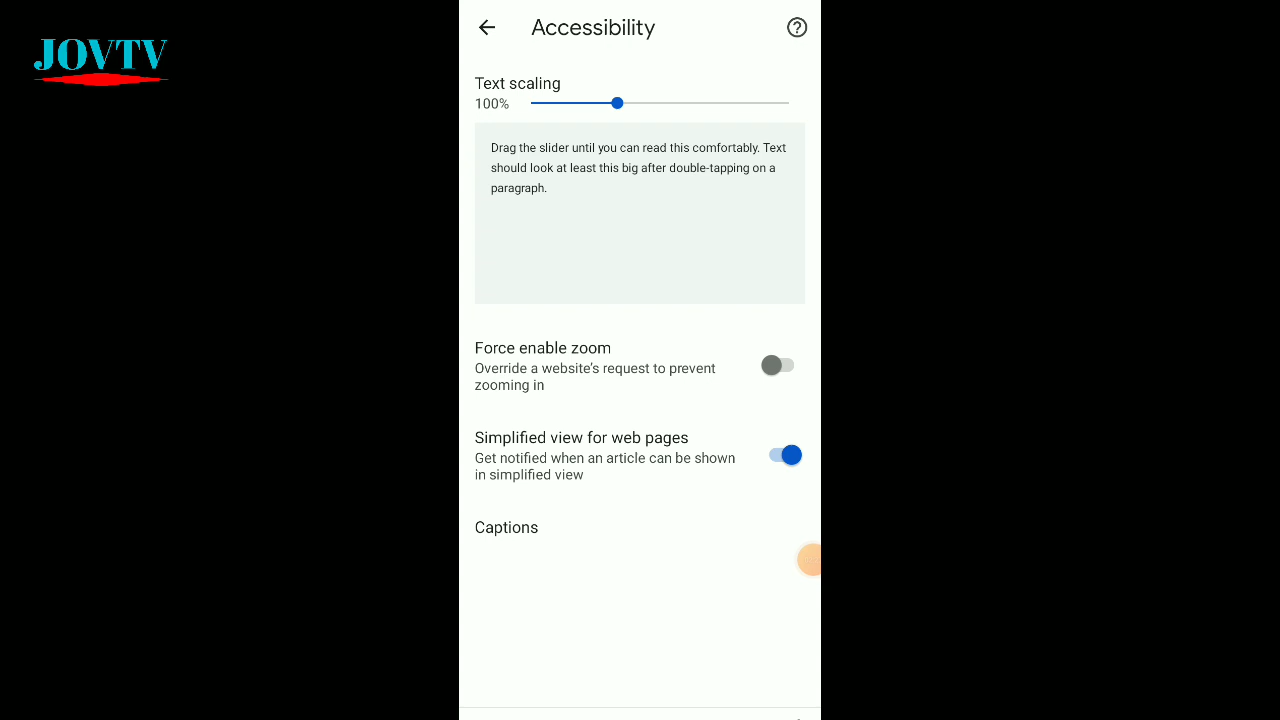 JOVTV
Accessibility
Text scaling
100%
Drag the slider until you can read this comfortably. Text
should look at least this big after double-tapping on a
paragraph.
Force enable zoom
Override a website's request to prevent
zooming in
Simplified view for web pages
Get notified when an article can be shown
in simplified view
Captions